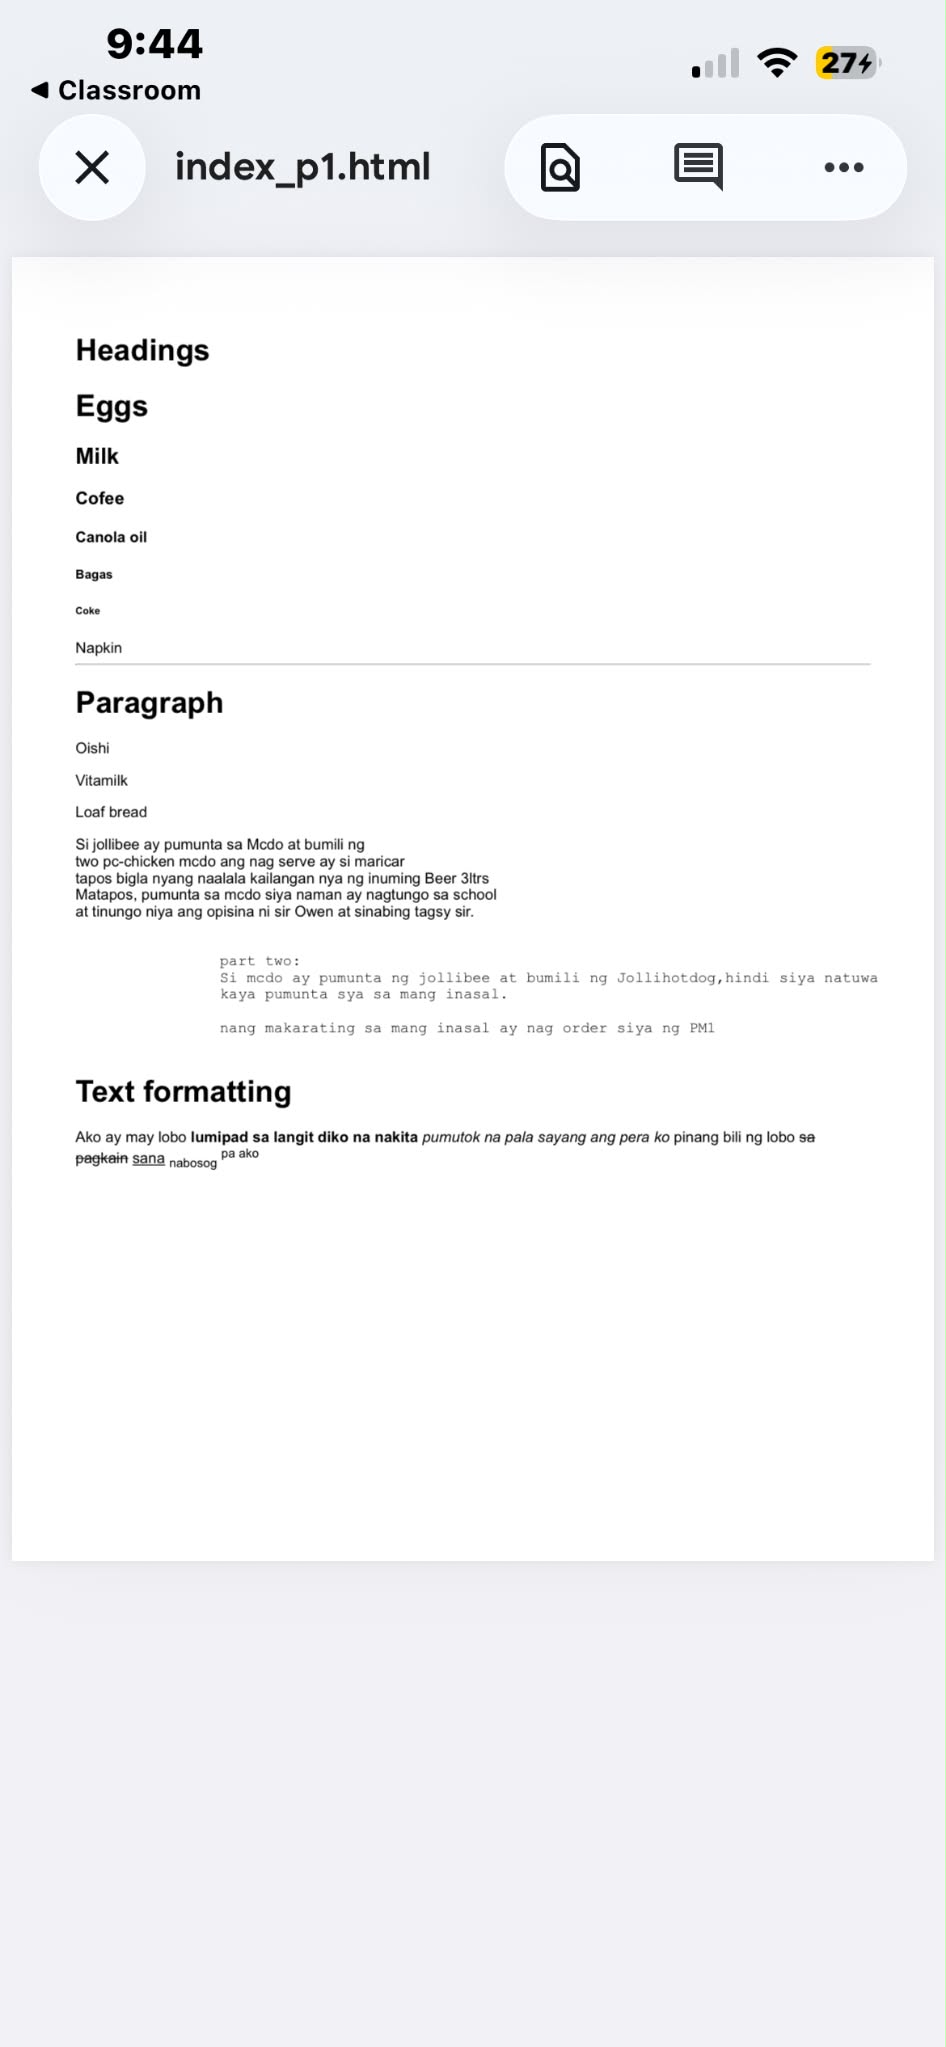 9:44
27
◀ Classroom
index_p1.html
Headings
Eggs
Milk
Cofee
Canola oil
Bagas
Coke
Napkin
Paragraph
Oishi
Vitamilk
Loaf bread
Si jollibee ay pumunta sa Mcdo at bumili ng
two pc-chicken mcdo ang nag serve ay si maricar
tapos bigla nyang naalala kailangan nya ng inuming Beer 3ltrs
Matapos, pumunta sa mcdo siya naman ay nagtungo sa school
at tinungo niya ang opisina ni sir Owen at sinabing tagsy sir.
part two:
Si mcdo ay pumunta ng jollibee at bumili ng Jollihotdog,hindi siya natuwa
kaya pumunta sya sa mang inasal.
nang makarating sa mang inasal ay nag order siya ng PM1
Text formatting
Ako ay may lobo lumipad sa langit diko na nakita pumutok na pala sayang ang pera ko pinang bili ng lobo sa
pagkain sana nabosog pa ako